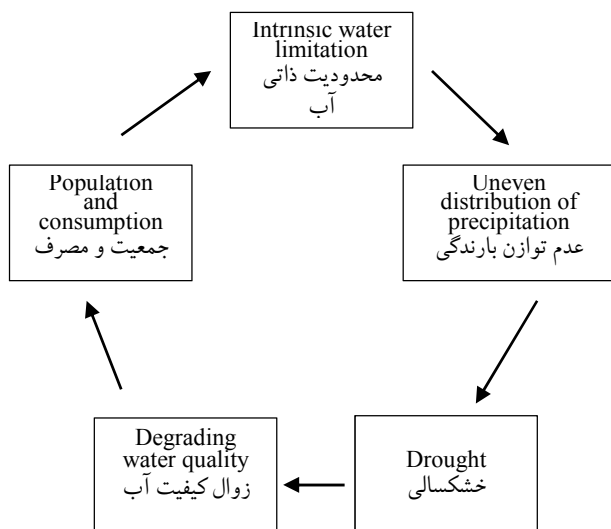 Intrinsic water
limitation
محدودیت ذاتی
آب
Uneven
distribution of
precipitation
عدم توازن بارندگی
Drought
خشکسالی
Degrading
water quality
زوال کیفیت آب
Population
and
consumption
جمعیت و مصرف